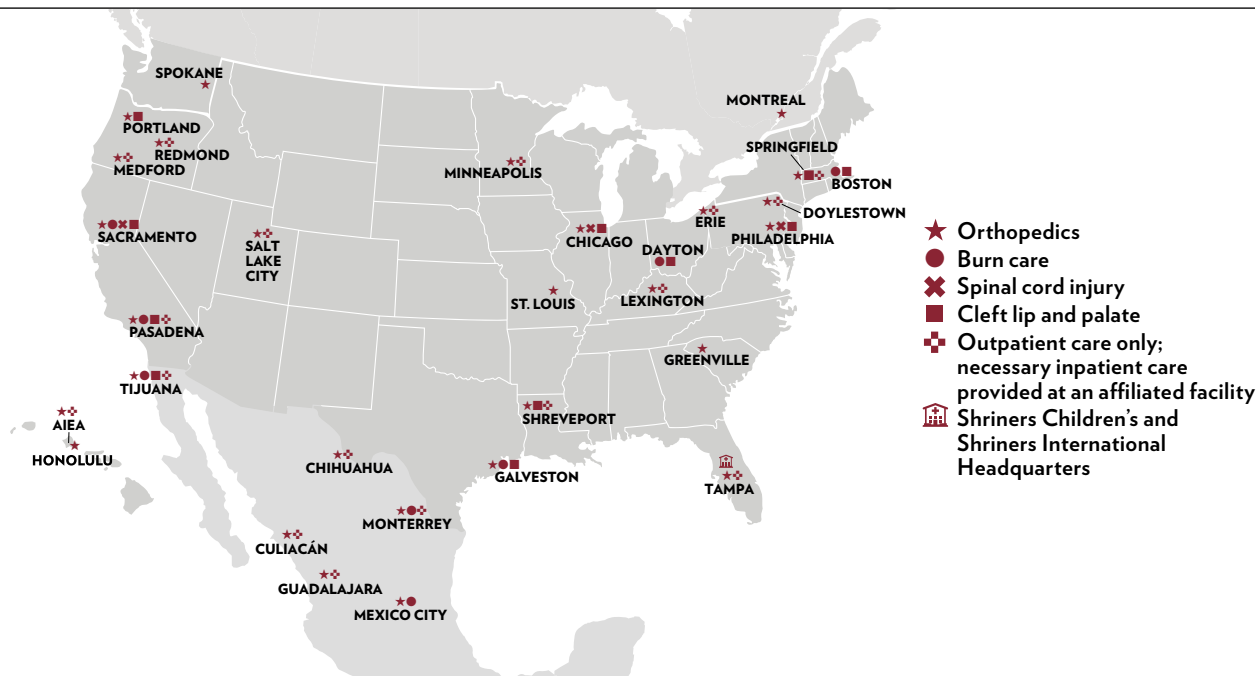 SPOKANE
PORTLAND
REDMOND
MEDFORD
SACRAMENTO
SALT
LAKE
CITY
PASADENA
TIJUANA
AIEA
HONOLULU
MINNEAPOLIS
CHICAGO
DAYTON
ST. LOUIS
LEXINGTON
ERIE
MONTREAL
SPRINGFIELD
BOSTON
DOYLESTOWN
PHILADELPHIA
GREENVILLE
SHREVEPORT
GALVESTON
TAMPA
CHIHUAHUA
MONTERREY
CULIACÁN
GUADALAJARA
MEXICO CITY
Orthopedics
Burn care
Spinal cord injury
Cleft lip and palate
Outpatient care only;
necessary inpatient care
provided at an affiliated facility
Shriners Children's and
Shriners International
Headquarters